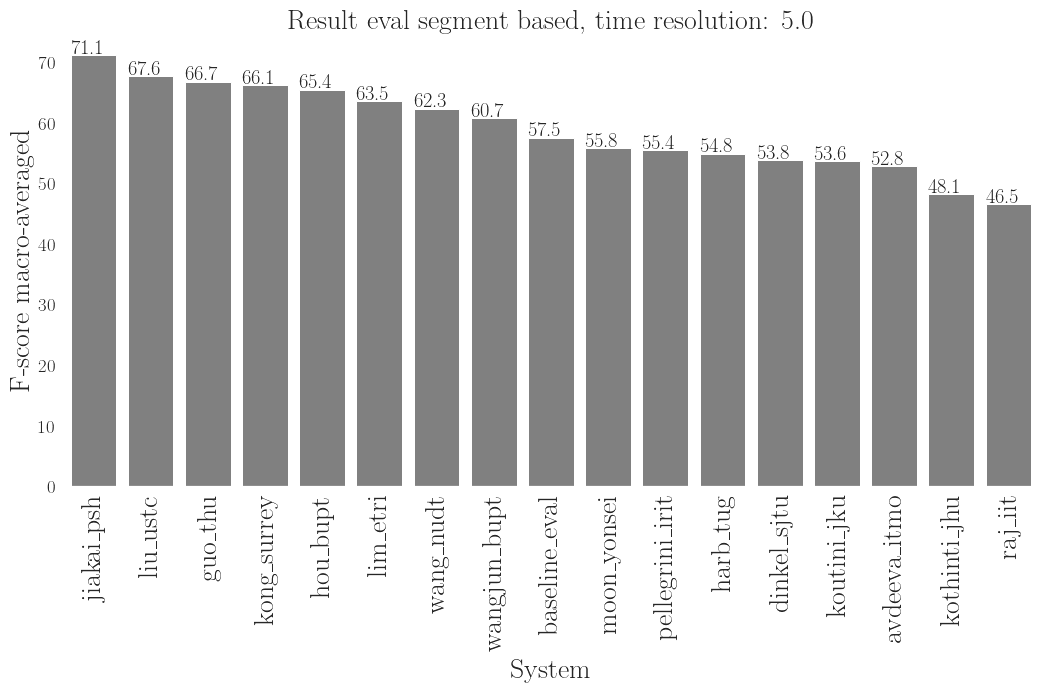 Result eval segment based, time resolution: 5.0
F-score macro-averaged
70
60
50
40
30
20
10
0
71.1
67.6
66.7
66.1
65.4
63.5
62.3
60.7
57.5
55.8
55.4
54.8
53.8
53.6
52.8
48.1
46.5
jiakai_psh
liu_ustc
guo_thu
kong_surrey
hou_bupt
lim_etri
wang_nudt
wangjun_bupt
baseline_eval
moon_yonsei
pellegrini_irit
harb_tug
dinkel_sjtu
koutini_jku
avdeeva_itmo
kothinti_jhu
raj_iit
System